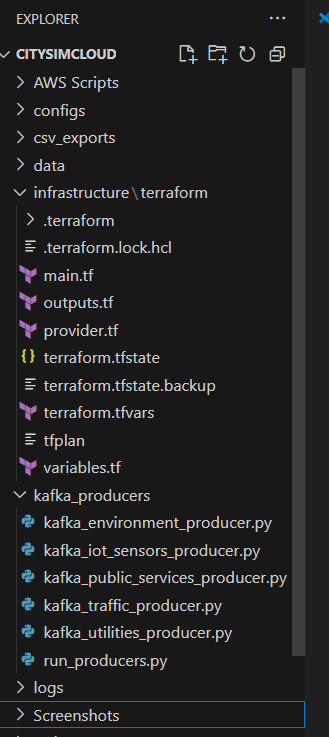 EXPLORER
CITYSIMCLOUD
AWS Scripts
configs
csv_exports
data
infrastructure\terraform
.terraform
.terraform.lock.hcl
main.tf
outputs.tf
provider.tf
terraform.tfstate
terraform.tfstate.backup
terraform.tfvars
tfplan
variables.tf
kafka_producers
kafka_environment_producer.py
kafka_iot_sensors_producer.py
kafka_public_services_producer.py
kafka_traffic_producer.py
kafka_utilities_producer.py
run_producers.py
logs
Screenshots